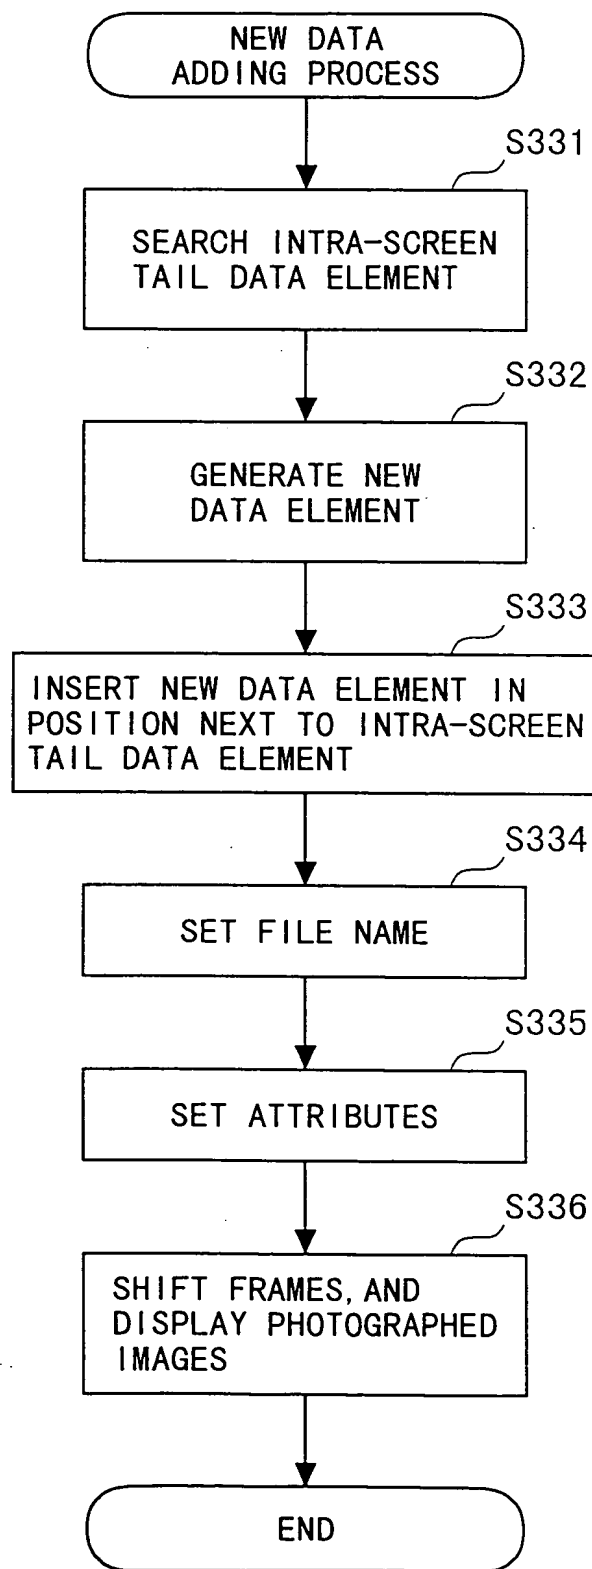 NEW DATA
ADDING PROCESS
S331
SEARCH INTRA-SCREEN
TAIL DATA ELEMENT
S332
GENERATE NEW
DATA ELEMENT
S333
INSERT NEW DATA ELEMENT IN
POSITION NEXT TO INTRA-SCREEN
TAIL DATA ELEMENT
S334
SET FILE NAME
S335
SET ATTRIBUTES
S336
SHIFT FRAMES, AND
DISPLAY PHOTOGRAPHED
IMAGES
END